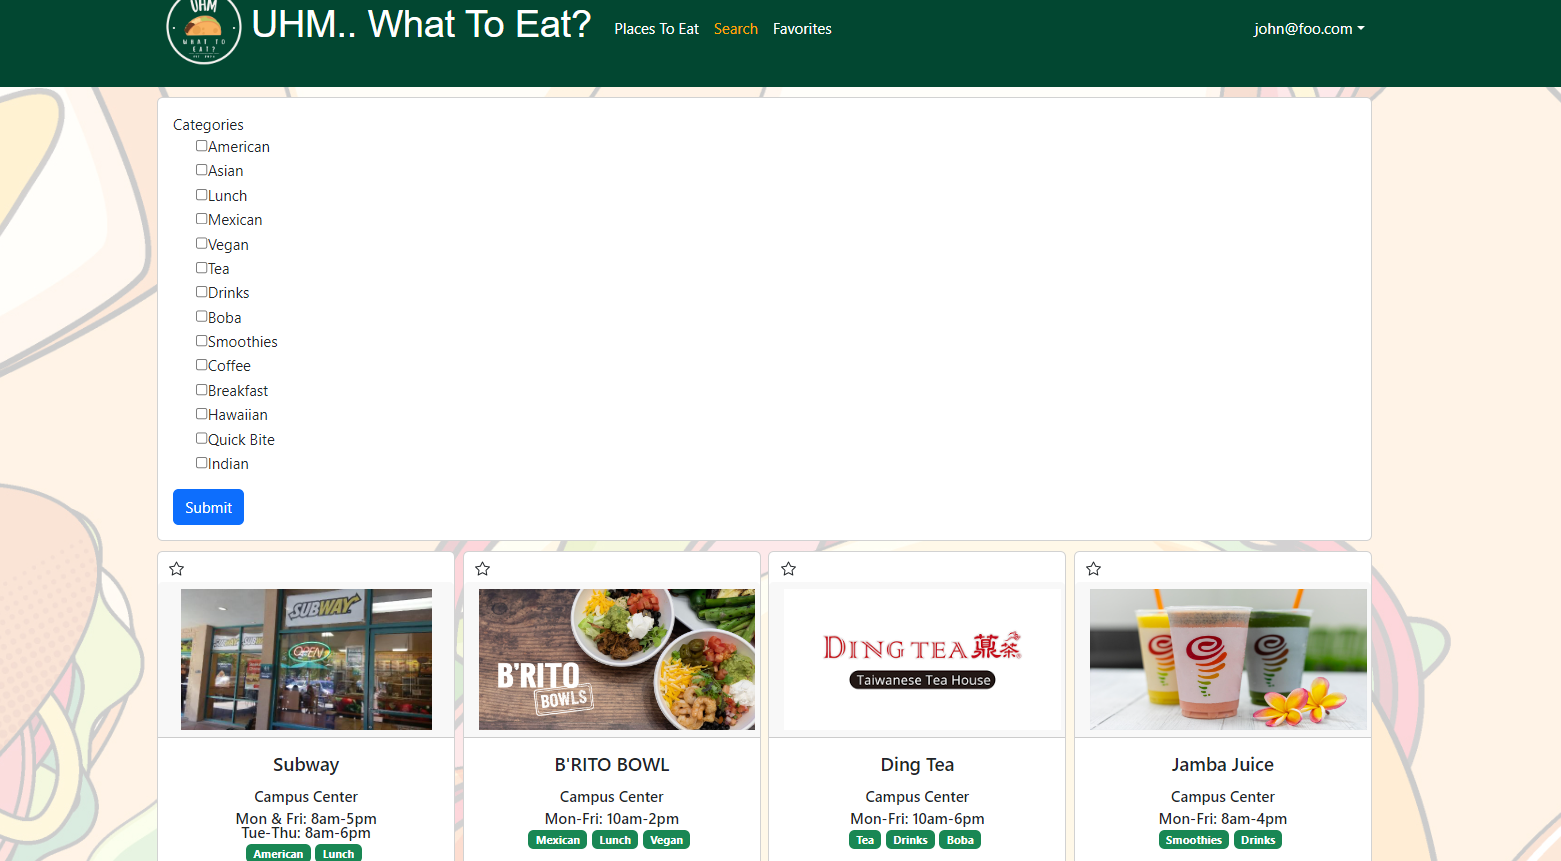 UHM
WHAT TO
EAT?
UHM.. What To Eat?
Places To Eat
Search
Favorites
john@foo.com
Categories
American
Asian
Lunch
Mexican
Vegan
Tea
Drinks
Boba
Smoothies
Coffee
Breakfast
Hawaiian
Quick Bite
Indian
Submit
SUBWAY
OPEN
B'RITO
BOWLS
DING TEA 薡茶
Taiwanese Tea House
Subway
Campus Center
Mon & Fri: 8am-5pm
Tue-Thu: 8am-6pm
American
Lunch
B'RITO BOWL
Campus Center
Mon-Fri: 10am-2pm
Mexican
Lunch
Vegan
Ding Tea
Campus Center
Mon-Fri: 10am-6pm
Tea
Drinks
Boba
Jamba Juice
Campus Center
Mon-Fri: 8am-4pm
Smoothies
Drinks